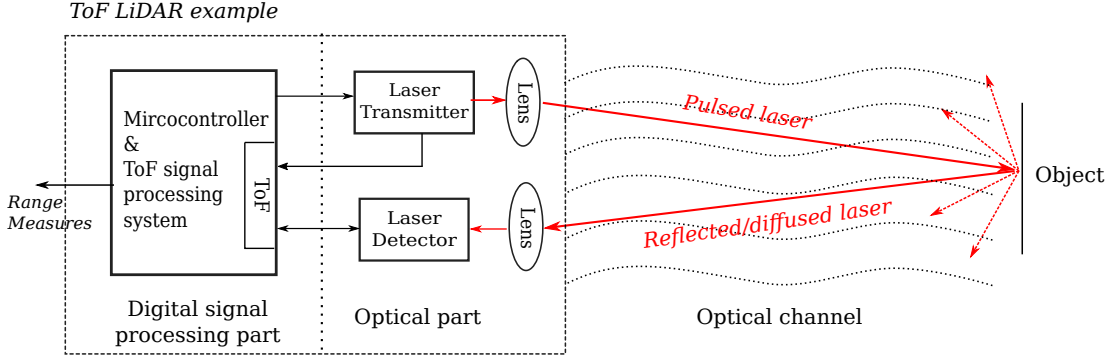 ToF LiDAR example
Mircocontroller
&
ToF signal
processing
system
ToF
Range
Measures
Laser
Transmitter
Lens
Laser
Detector
Lens
Pulsed laser
Reflected/diffused laser
Object
Digital signal
processing part
Optical part
Optical channel